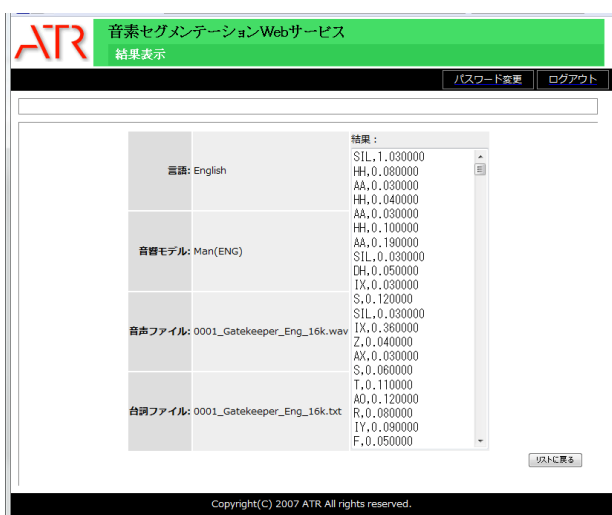 ATR
音素セグメンテーションWebサービス
結果表示
パスワード変更 ログアウト
結果：
言語: English
音響モデル: Man(ENG)
音声ファイル: 0001_Gatekeeper_Eng_16k.wav
台詞ファイル: 0001_Gatekeeper_Eng_16k.txt
SIL,1.030000
HH,0.080000
AA,0.030000
HH,0.040000
AA,0.030000
HH,0.100000
AA,0.190000
SIL,0.030000
DH,0.050000
IX,0.030000
S,0.120000
SIL,0.030000
IX,0.360000
Z,0.040000
AX,0.030000
S,0.060000
T,0.110000
AO,0.120000
R,0.080000
IY,0.090000
F,0.050000
リストに戻る
Copyright(C) 2007 ATR All rights reserved.